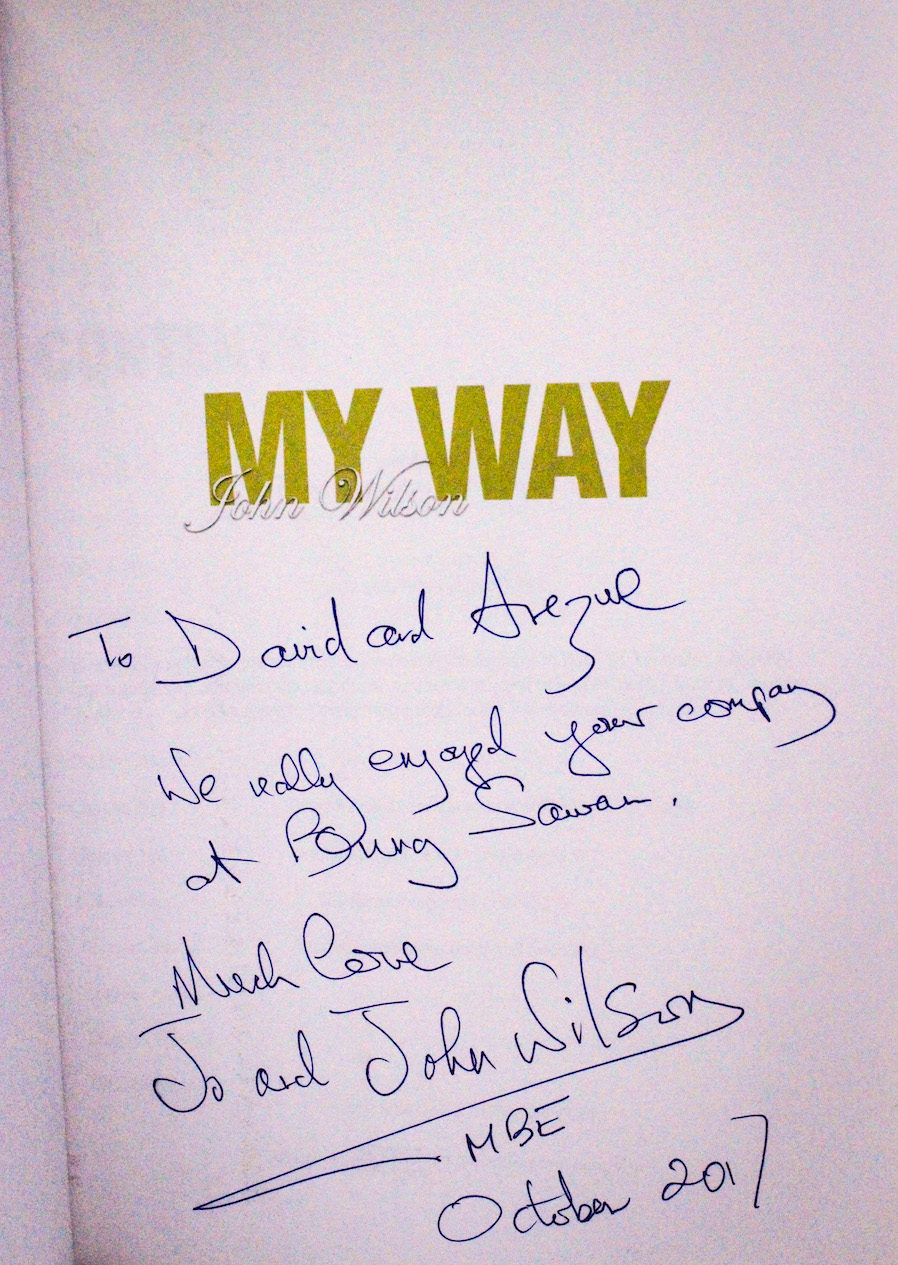 MY WAY
John Wilson
To David and Arezue
We really enjoyed your company
at Bung Sawan.
Much Love
Jo and John Wilson
MBE
October 2017